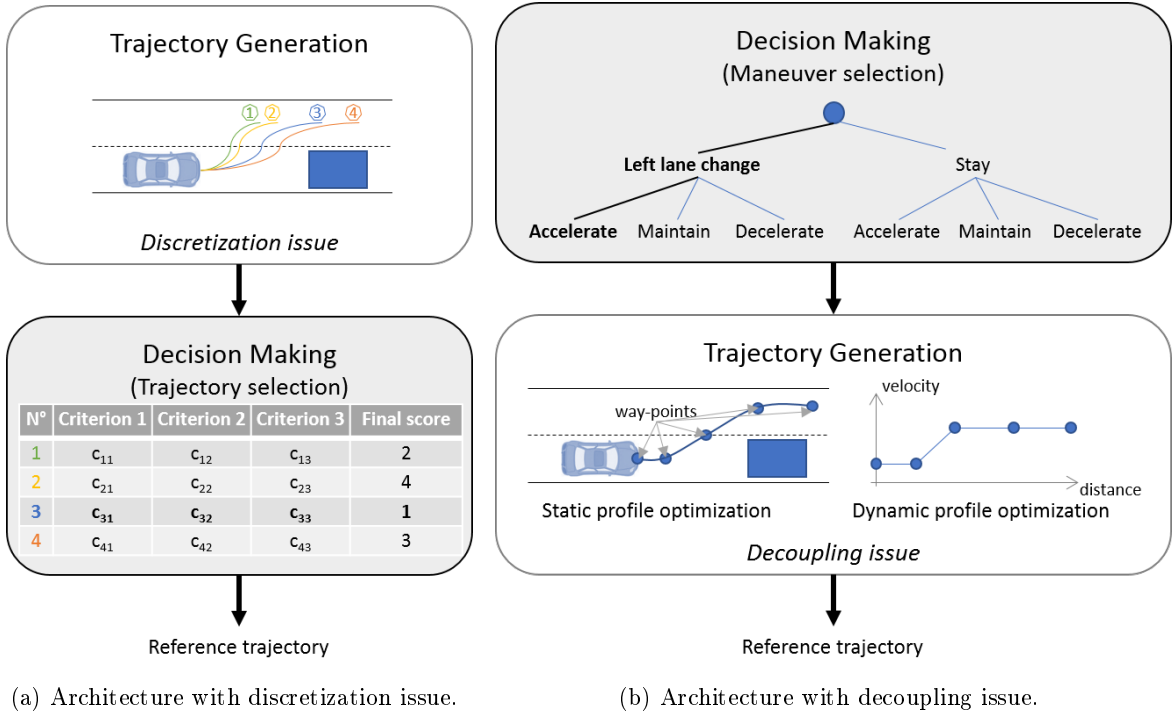 Trajectory Generation
1 2 3 4
Discretization issue
Decision Making
(Trajectory selection)
N° Criterion 1 Criterion 2 Criterion 3 Final score
1 c11 c12 c13 2
2 c21 c22 c23 4
3 c31 c32 c33 1
4 c41 c42 c43 3
Reference trajectory
(a) Architecture with discretization issue.
Decision Making
(Maneuver selection)
Left lane change Stay
Accelerate Maintain Decelerate Accelerate Maintain Decelerate
Trajectory Generation
way-points
velocity
distance
Static profile optimization Dynamic profile optimization
Decoupling issue
Reference trajectory
(b) Architecture with decoupling issue.